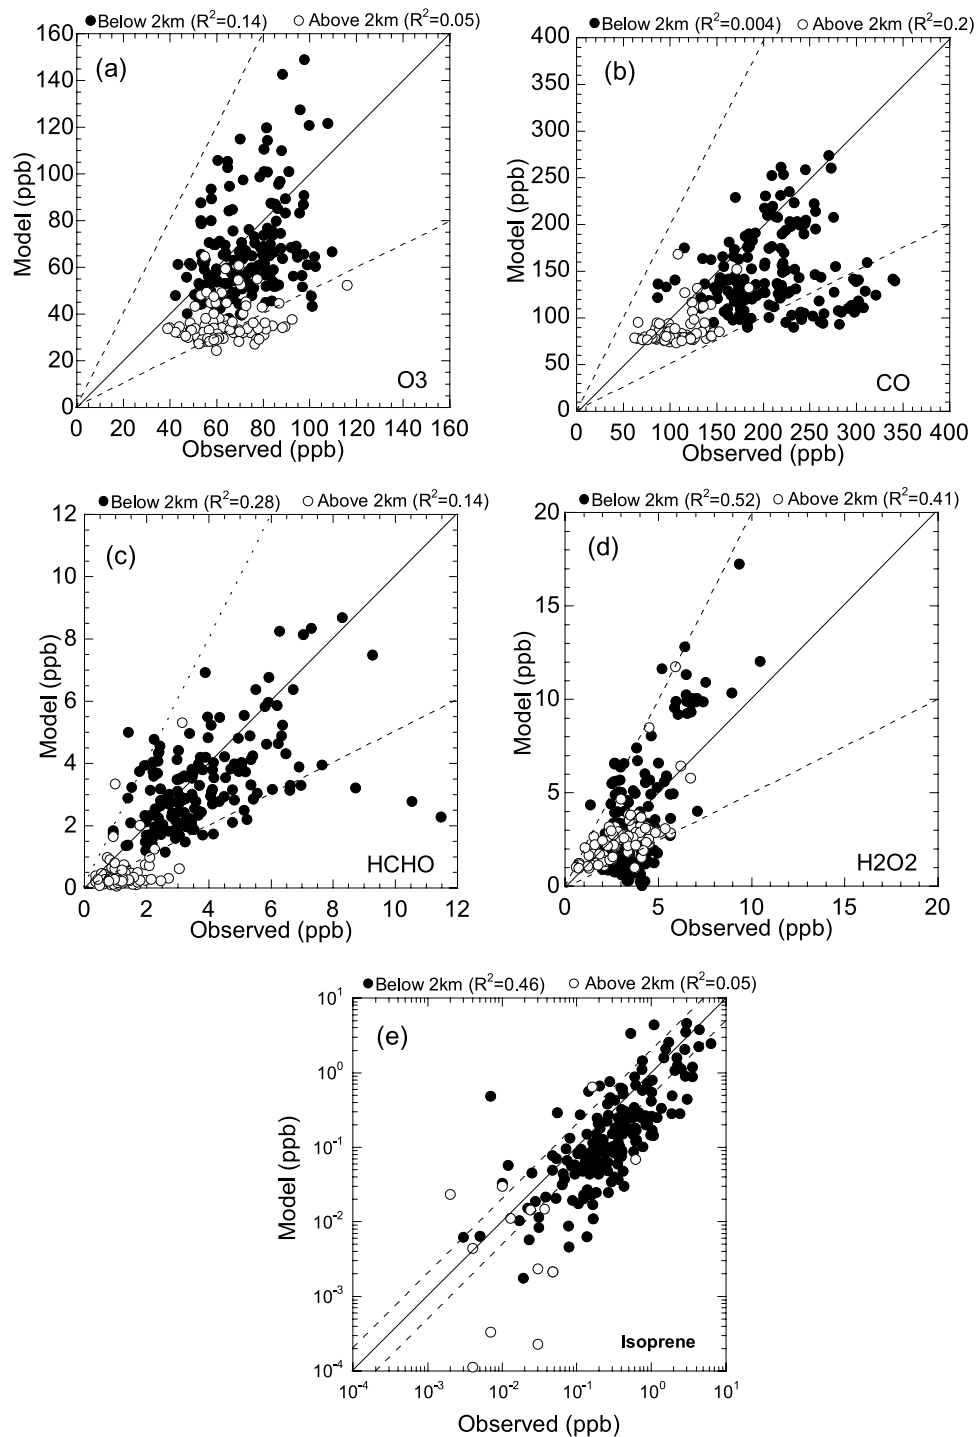 Below 2km (R²=0.14) Above 2km (R²=0.05)
160
140
120
100
80
60
40
20
0
Model (ppb)
(a)
O3
0 20 40 60 80 100 120 140 160
Observed (ppb)
Below 2km (R²=0.004) Above 2km (R²=0.2)
400
350
300
250
200
150
100
50
0
Model (ppb)
(b)
CO
0 50 100 150 200 250 300 350 400
Observed (ppb)
Below 2km (R²=0.28) Above 2km (R²=0.14)
12
10
8
6
4
2
0
Model (ppb)
(c)
HCHO
0 2 4 6 8 10 12
Observed (ppb)
Below 2km (R²=0.52) Above 2km (R²=0.41)
20
15
10
5
0
Model (ppb)
(d)
H2O2
0 5 10 15 20
Observed (ppb)
Below 2km (R²=0.46) Above 2km (R²=0.05)
10¹
10⁰
10⁻¹
10⁻²
10⁻³
10⁻⁴
Model (ppb)
(e)
Isoprene
10⁻⁴ 10⁻³ 10⁻² 10⁻¹ 10⁰ 10¹
Observed (ppb)